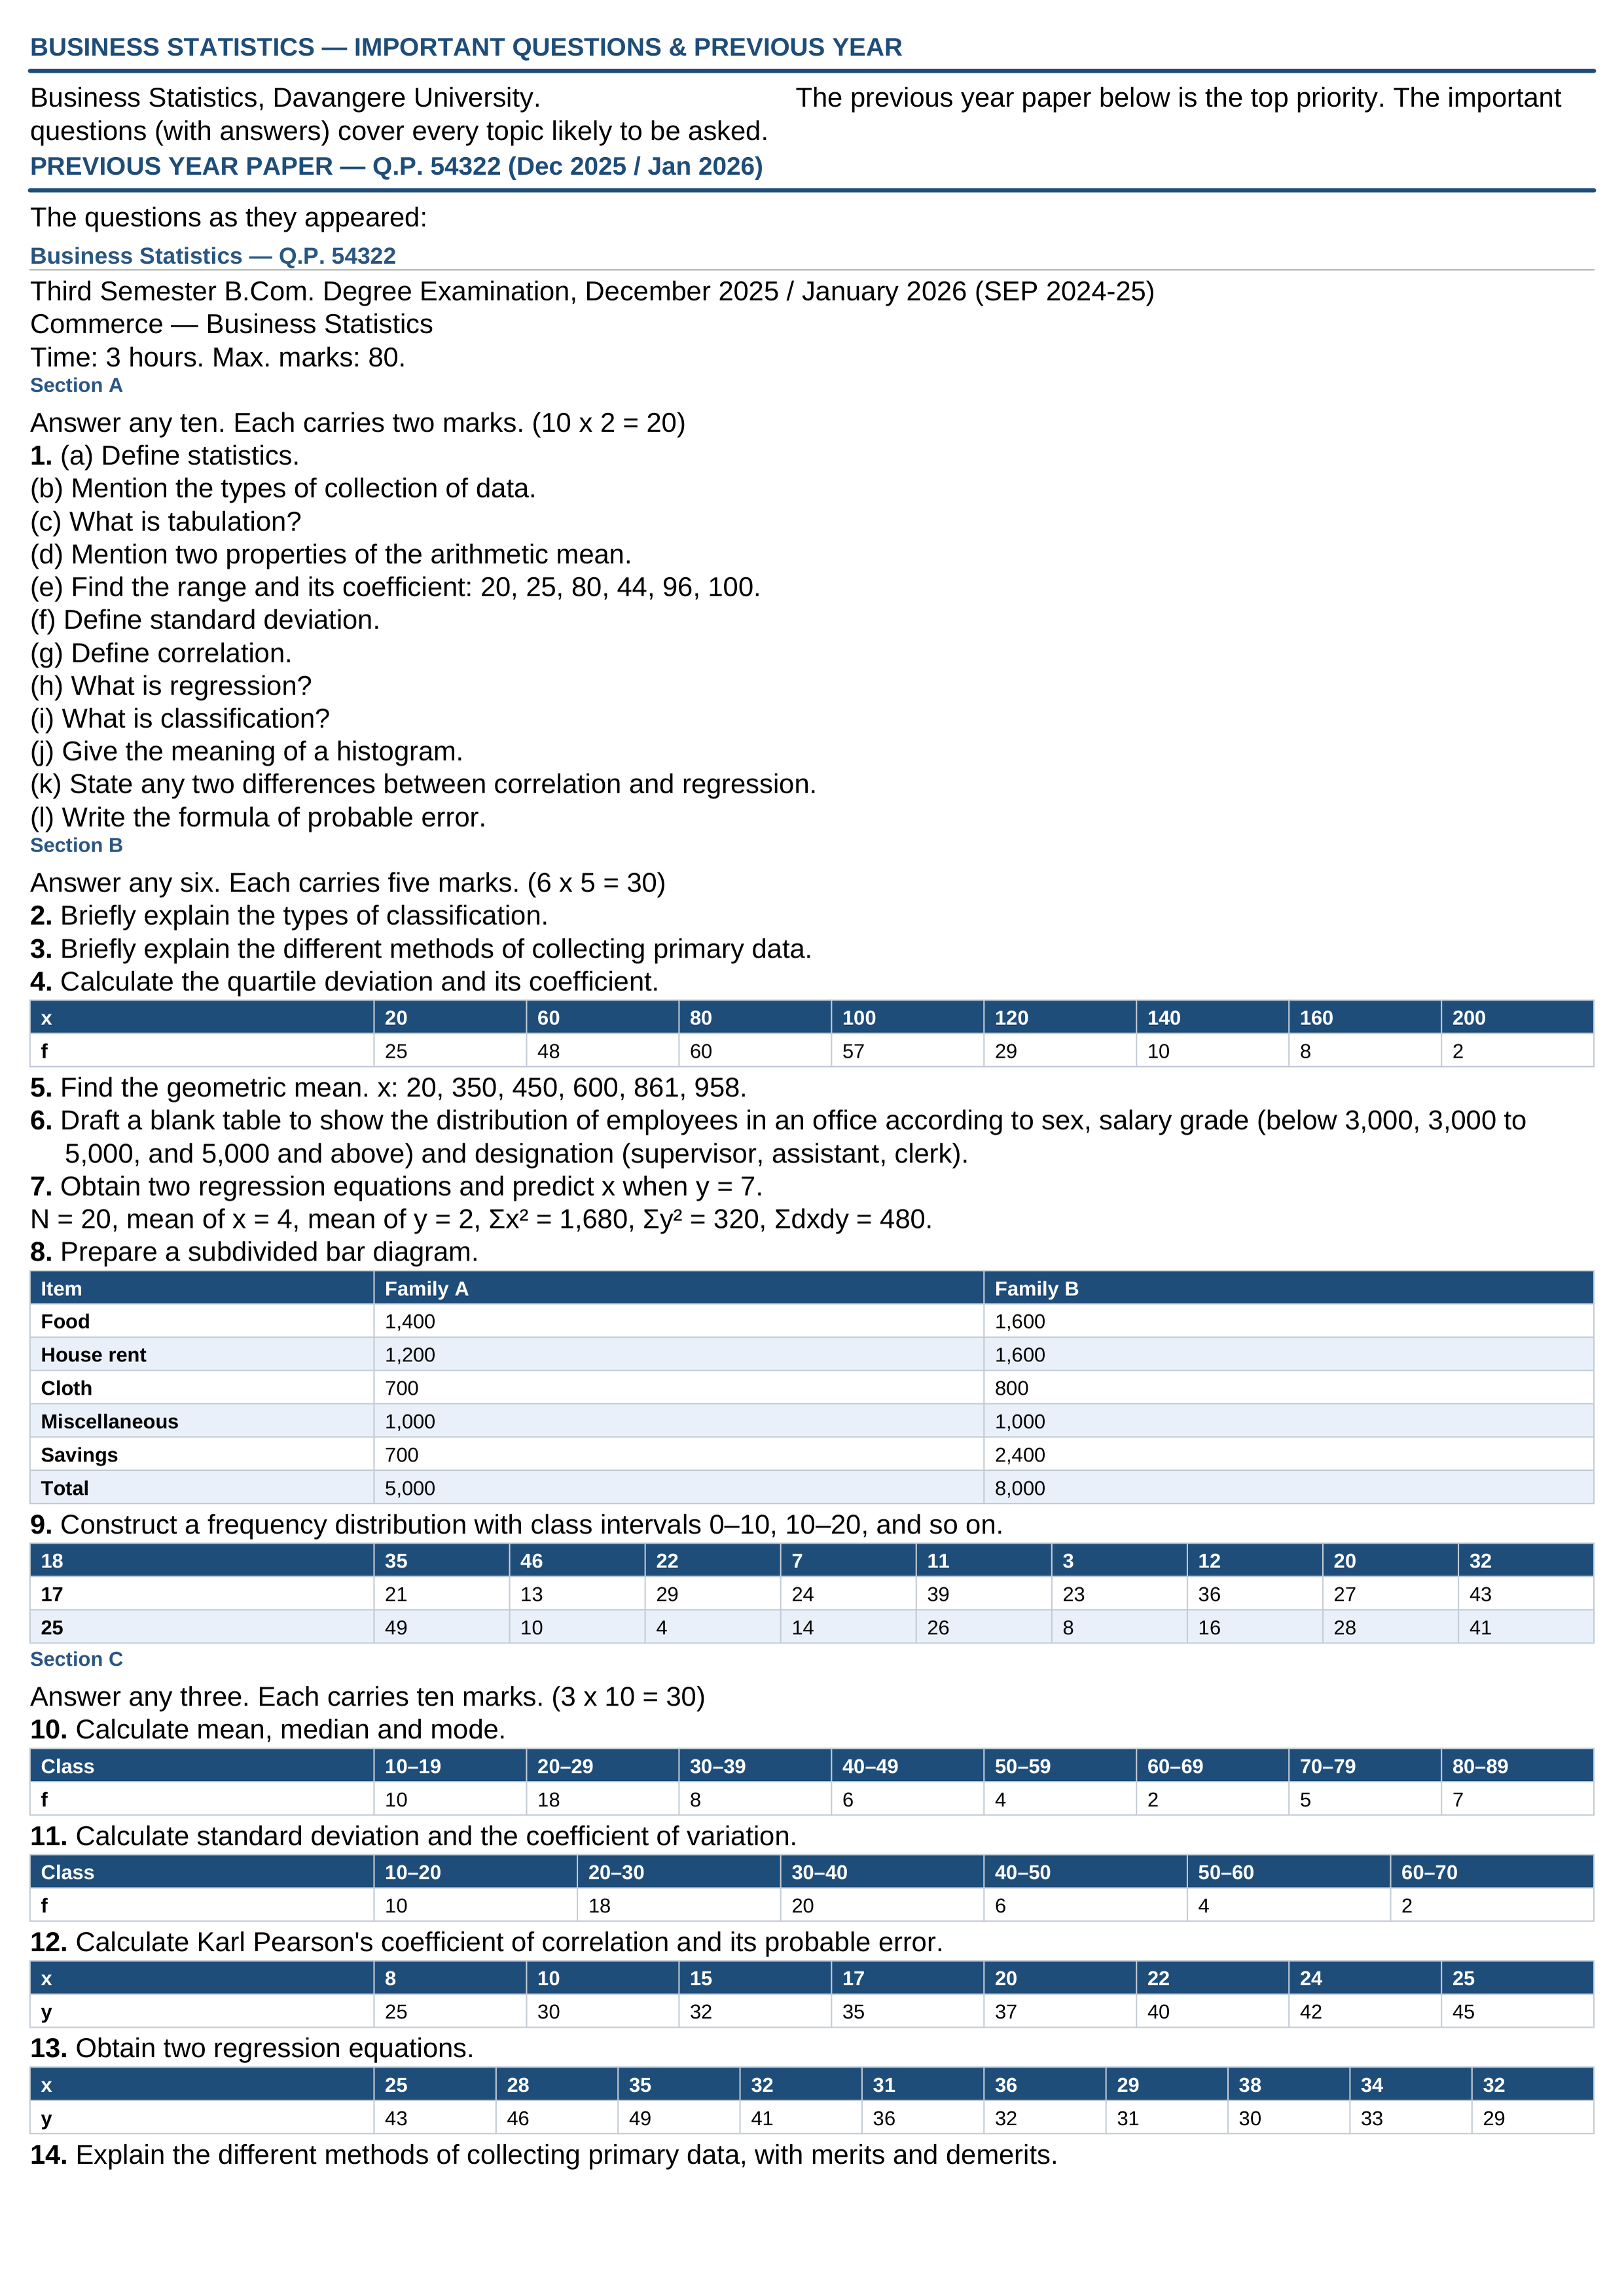 BUSINESS STATISTICS — IMPORTANT QUESTIONS & PREVIOUS YEAR
Business Statistics, Davangere University. The previous year paper below is the top priority. The important
questions (with answers) cover every topic likely to be asked.
PREVIOUS YEAR PAPER — Q.P. 54322 (Dec 2025 / Jan 2026)
The questions as they appeared:
Business Statistics — Q.P. 54322
Third Semester B.Com. Degree Examination, December 2025 / January 2026 (SEP 2024-25)
Commerce — Business Statistics
Time: 3 hours. Max. marks: 80.
Section A
Answer any ten. Each carries two marks. (10 x 2 = 20)
1. (a) Define statistics.
(b) Mention the types of collection of data.
(c) What is tabulation?
(d) Mention two properties of the arithmetic mean.
(e) Find the range and its coefficient: 20, 25, 80, 44, 96, 100.
(f) Define standard deviation.
(g) Define correlation.
(h) What is regression?
(i) What is classification?
(j) Give the meaning of a histogram.
(k) State any two differences between correlation and regression.
(l) Write the formula of probable error.
Section B
Answer any six. Each carries five marks. (6 x 5 = 30)
2. Briefly explain the types of classification.
3. Briefly explain the different methods of collecting primary data.
4. Calculate the quartile deviation and its coefficient.
x 20 60 80 100 120 140 160 200
f 25 48 60 57 29 10 8 2
5. Find the geometric mean. x: 20, 350, 450, 600, 861, 958.
6. Draft a blank table to show the distribution of employees in an office according to sex, salary grade (below 3,000, 3,000 to
5,000, and 5,000 and above) and designation (supervisor, assistant, clerk).
7. Obtain two regression equations and predict x when y = 7.
N = 20, mean of x = 4, mean of y = 2, Σx² = 1,680, Σy² = 320, Σdxdy = 480.
8. Prepare a subdivided bar diagram.
Item Family A Family B
Food 1,400 1,600
House rent 1,200 1,600
Cloth 700 800
Miscellaneous 1,000 1,000
Savings 700 2,400
Total 5,000 8,000
9. Construct a frequency distribution with class intervals 0–10, 10–20, and so on.
18 35 46 22 7 11 3 12 20 32
17 21 13 29 24 39 23 36 27 43
25 49 10 4 14 26 8 16 28 41
Section C
Answer any three. Each carries ten marks. (3 x 10 = 30)
10. Calculate mean, median and mode.
Class 10–19 20–29 30–39 40–49 50–59 60–69 70–79 80–89
f 10 18 8 6 4 2 5 7
11. Calculate standard deviation and the coefficient of variation.
Class 10–20 20–30 30–40 40–50 50–60 60–70
f 10 18 20 6 4 2
12. Calculate Karl Pearson's coefficient of correlation and its probable error.
x 8 10 15 17 20 22 24 25
y 25 30 32 35 37 40 42 45
13. Obtain two regression equations.
x 25 28 35 32 31 36 29 38 34 32
y 43 46 49 41 36 32 31 30 33 29
14. Explain the different methods of collecting primary data, with merits and demerits.